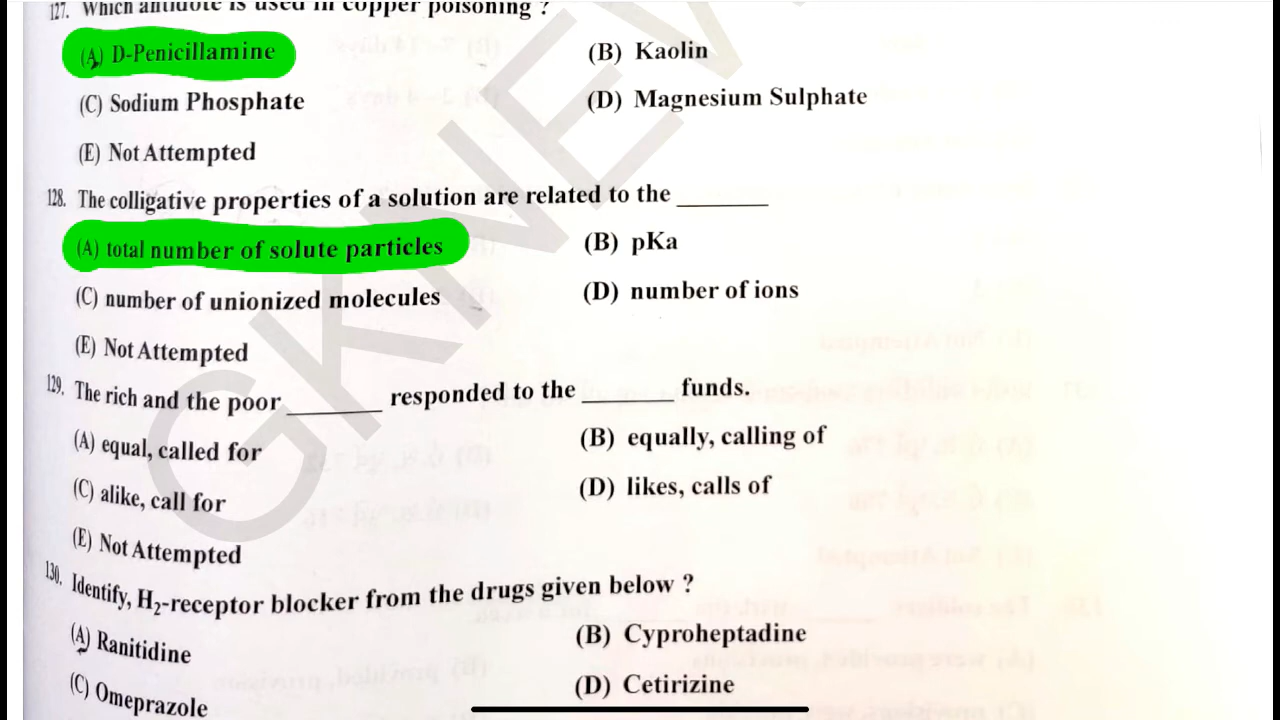 127. Which antidote is used in copper poisoning ?
(A) D-Penicillamine (B) Kaolin
(C) Sodium Phosphate (D) Magnesium Sulphate
(E) Not Attempted
128. The colligative properties of a solution are related to the ________
(A) total number of solute particles (B) pKa
(C) number of unionized molecules (D) number of ions
(E) Not Attempted
129. The rich and the poor ________ responded to the ________ funds.
(A) equal, called for (B) equally, calling of
(C) alike, call for (D) likes, calls of
(E) Not Attempted
130. Identify, H₂-receptor blocker from the drugs given below ?
(A) Ranitidine (B) Cyproheptadine
(C) Omeprazole (D) Cetirizine
GKNEW